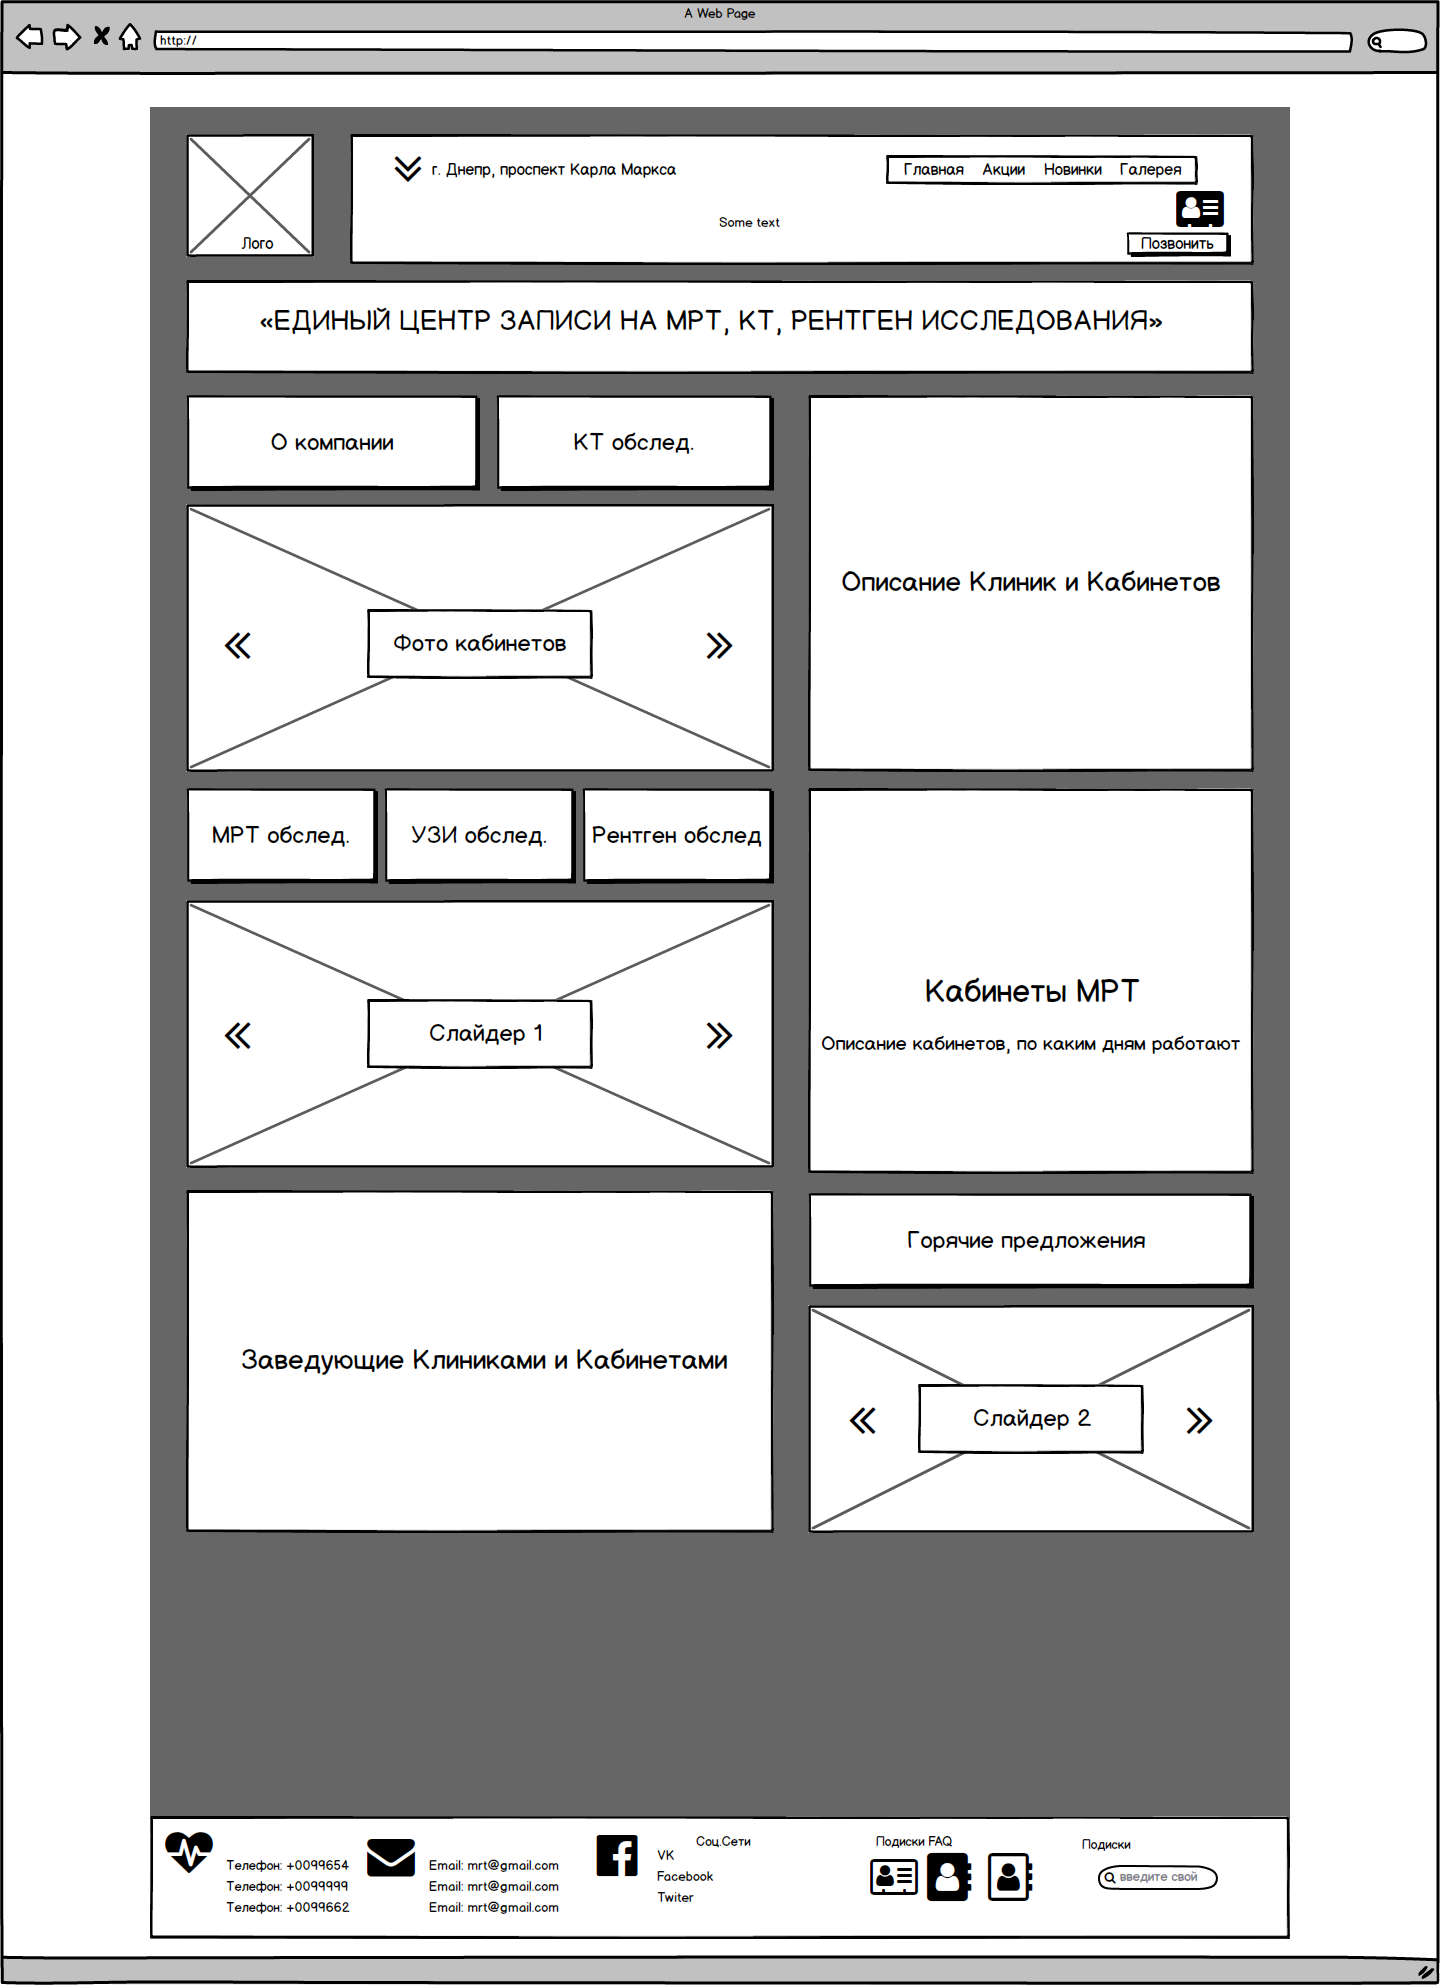 A Web Page
http://
Лого
г. Днепр, проспект Карла Маркса
Главная Акции Новинки Галерея
Some text
Позвонить
«ЕДИНЫЙ ЦЕНТР ЗАПИСИ НА МРТ, КТ, РЕНТГЕН ИССЛЕДОВАНИЯ»
О компании
КТ обслед.
Фото кабинетов
Описание Клиник и Кабинетов
МРТ обслед.
УЗИ обслед.
Рентген обслед
Слайдер 1
Кабинеты МРТ
Описание кабинетов, по каким дням работают
Заведующие Клиниками и Кабинетами
Горячие предложения
Слайдер 2
Телефон: +0099654
Телефон: +0099999
Телефон: +0099662
Email: mrt@gmail.com
Email: mrt@gmail.com
Email: mrt@gmail.com
Соц.Сети
VK
Facebook
Twiter
Подиски FAQ
Подиски
введите свой